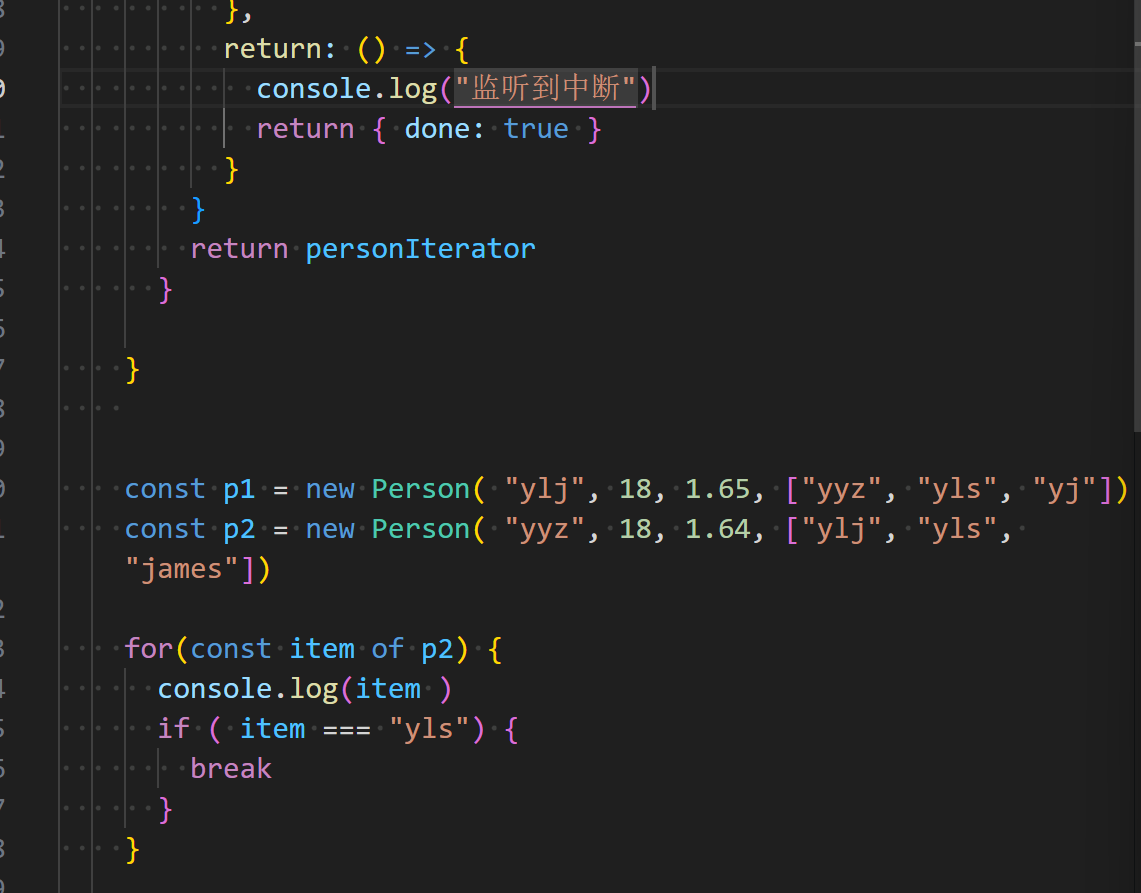 },
return: () => {
console.log("监听到中断")
return { done: true }
}
}
return personIterator
}
}
const p1 = new Person( "ylj", 18, 1.65, ["yyz", "yls", "yj"])
const p2 = new Person( "yyz", 18, 1.64, ["ylj", "yls",
"james"])
for(const item of p2) {
console.log(item )
if ( item === "yls") {
break
}
}